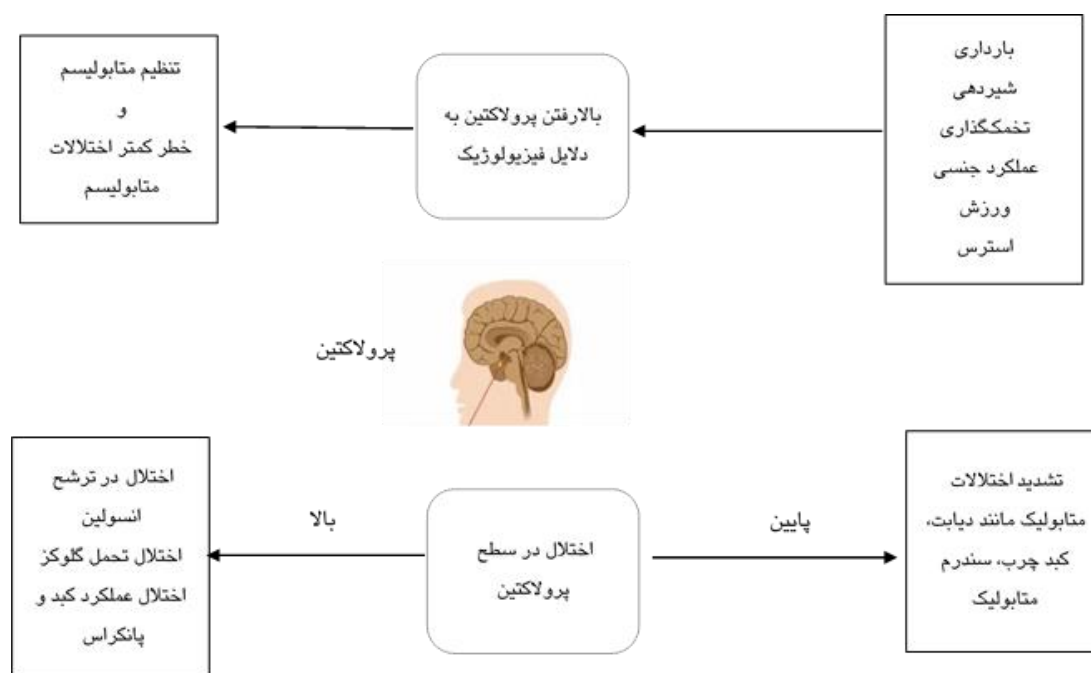 بارداری
شیردهی
تخمک‌گذاری
عملکرد جنسی
ورزش
استرس
بالارفتن پرولاکتین به
دلایل فیزیولوژیک
تنظیم متابولیسم
و
خطر کمتر اختلالات
متابولیسم
پرولاکتین
تشدید اختلالات
متابولیک مانند دیابت،
کبد چرب، سندرم
متابولیک
پایین
اختلال در سطح
پرولاکتین
بالا
اختلال در ترشح
انسولین
اختلال تحمل گلوکز
اختلال عملکرد کبد و
پانکراس